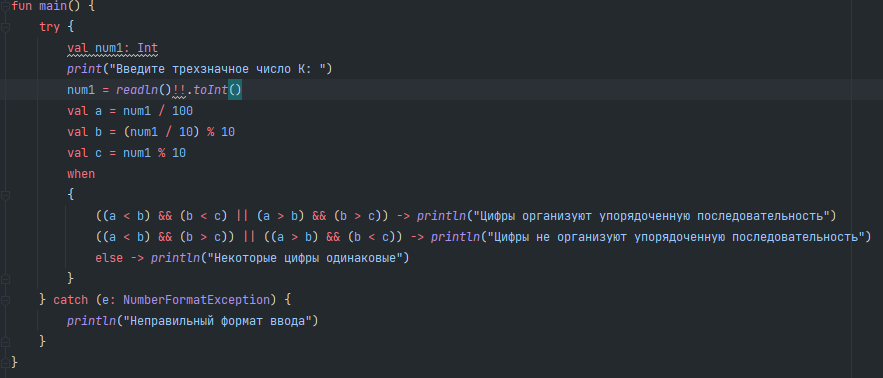 fun main() {
    try {
        val num1: Int
        print("Введите трехзначное число К: ")
        num1 = readln()!!.toInt()
        val a = num1 / 100
        val b = (num1 / 10) % 10
        val c = num1 % 10
        when
        {
            ((a < b) && (b < c) || (a > b) && (b > c)) -> println("Цифры организуют упорядоченную последовательность")
            ((a < b) && (b > c)) || ((a > b) && (b < c)) -> println("Цифры не организуют упорядоченную последовательность")
            else -> println("Некоторые цифры одинаковые")
        }
    } catch (e: NumberFormatException) {
        println("Неправильный формат ввода")
    }
}